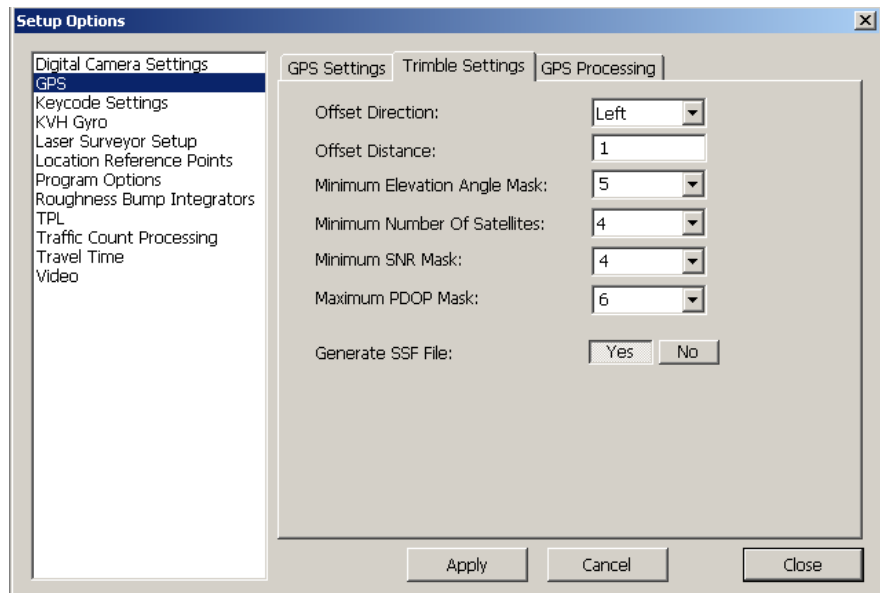 Setup Options
Digital Camera Settings
GPS
Keycode Settings
KVH Gyro
Laser Surveyor Setup
Location Reference Points
Program Options
Roughness Bump Integrators
TPL
Traffic Count Processing
Travel Time
Video
GPS Settings Trimble Settings GPS Processing
Offset Direction: Left
Offset Distance: 1
Minimum Elevation Angle Mask: 5
Minimum Number Of Satellites: 4
Minimum SNR Mask: 4
Maximum PDOP Mask: 6
Generate SSF File: Yes No
Apply Cancel Close